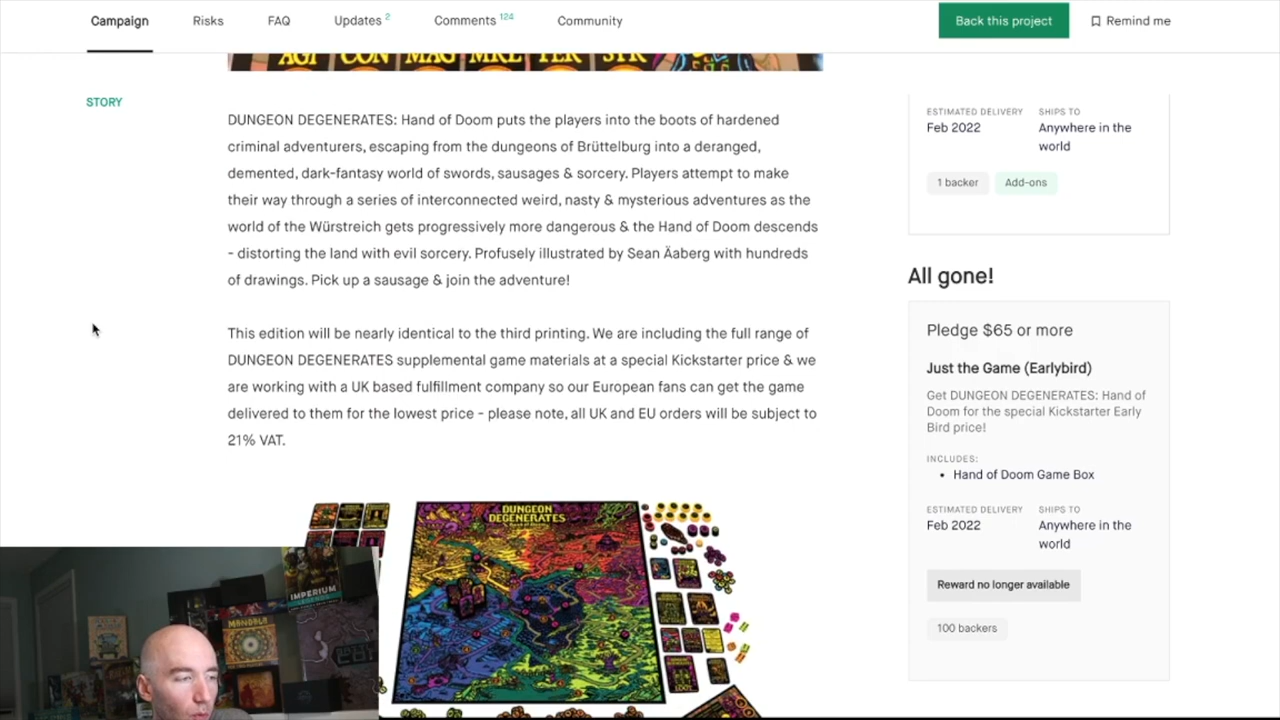 Campaign
Risks
FAQ
Updates 2
Comments 124
Community
Back this project
Remind me
AGI CON MAG MRL PER STR
STORY
DUNGEON DEGENERATES: Hand of Doom puts the players into the boots of hardened
criminal adventurers, escaping from the dungeons of Brüttelburg into a deranged,
demented, dark-fantasy world of swords, sausages & sorcery. Players attempt to make
their way through a series of interconnected weird, nasty & mysterious adventures as the
world of the Würstreich gets progressively more dangerous & the Hand of Doom descends
- distorting the land with evil sorcery. Profusely illustrated by Sean Äaberg with hundreds
of drawings. Pick up a sausage & join the adventure!
This edition will be nearly identical to the third printing. We are including the full range of
DUNGEON DEGENERATES supplemental game materials at a special Kickstarter price & we
are working with a UK based fulfillment company so our European fans can get the game
delivered to them for the lowest price - please note, all UK and EU orders will be subject to
21% VAT.
DUNGEON
DEGENERATES
IMPERIUM
MANDALA
ESTIMATED DELIVERY
Feb 2022
SHIPS TO
Anywhere in the
world
1 backer
Add-ons
All gone!
Pledge $65 or more
Just the Game (Earlybird)
Get DUNGEON DEGENERATES: Hand of
Doom for the special Kickstarter Early
Bird price!
INCLUDES:
• Hand of Doom Game Box
ESTIMATED DELIVERY
Feb 2022
SHIPS TO
Anywhere in the
world
Reward no longer available
100 backers